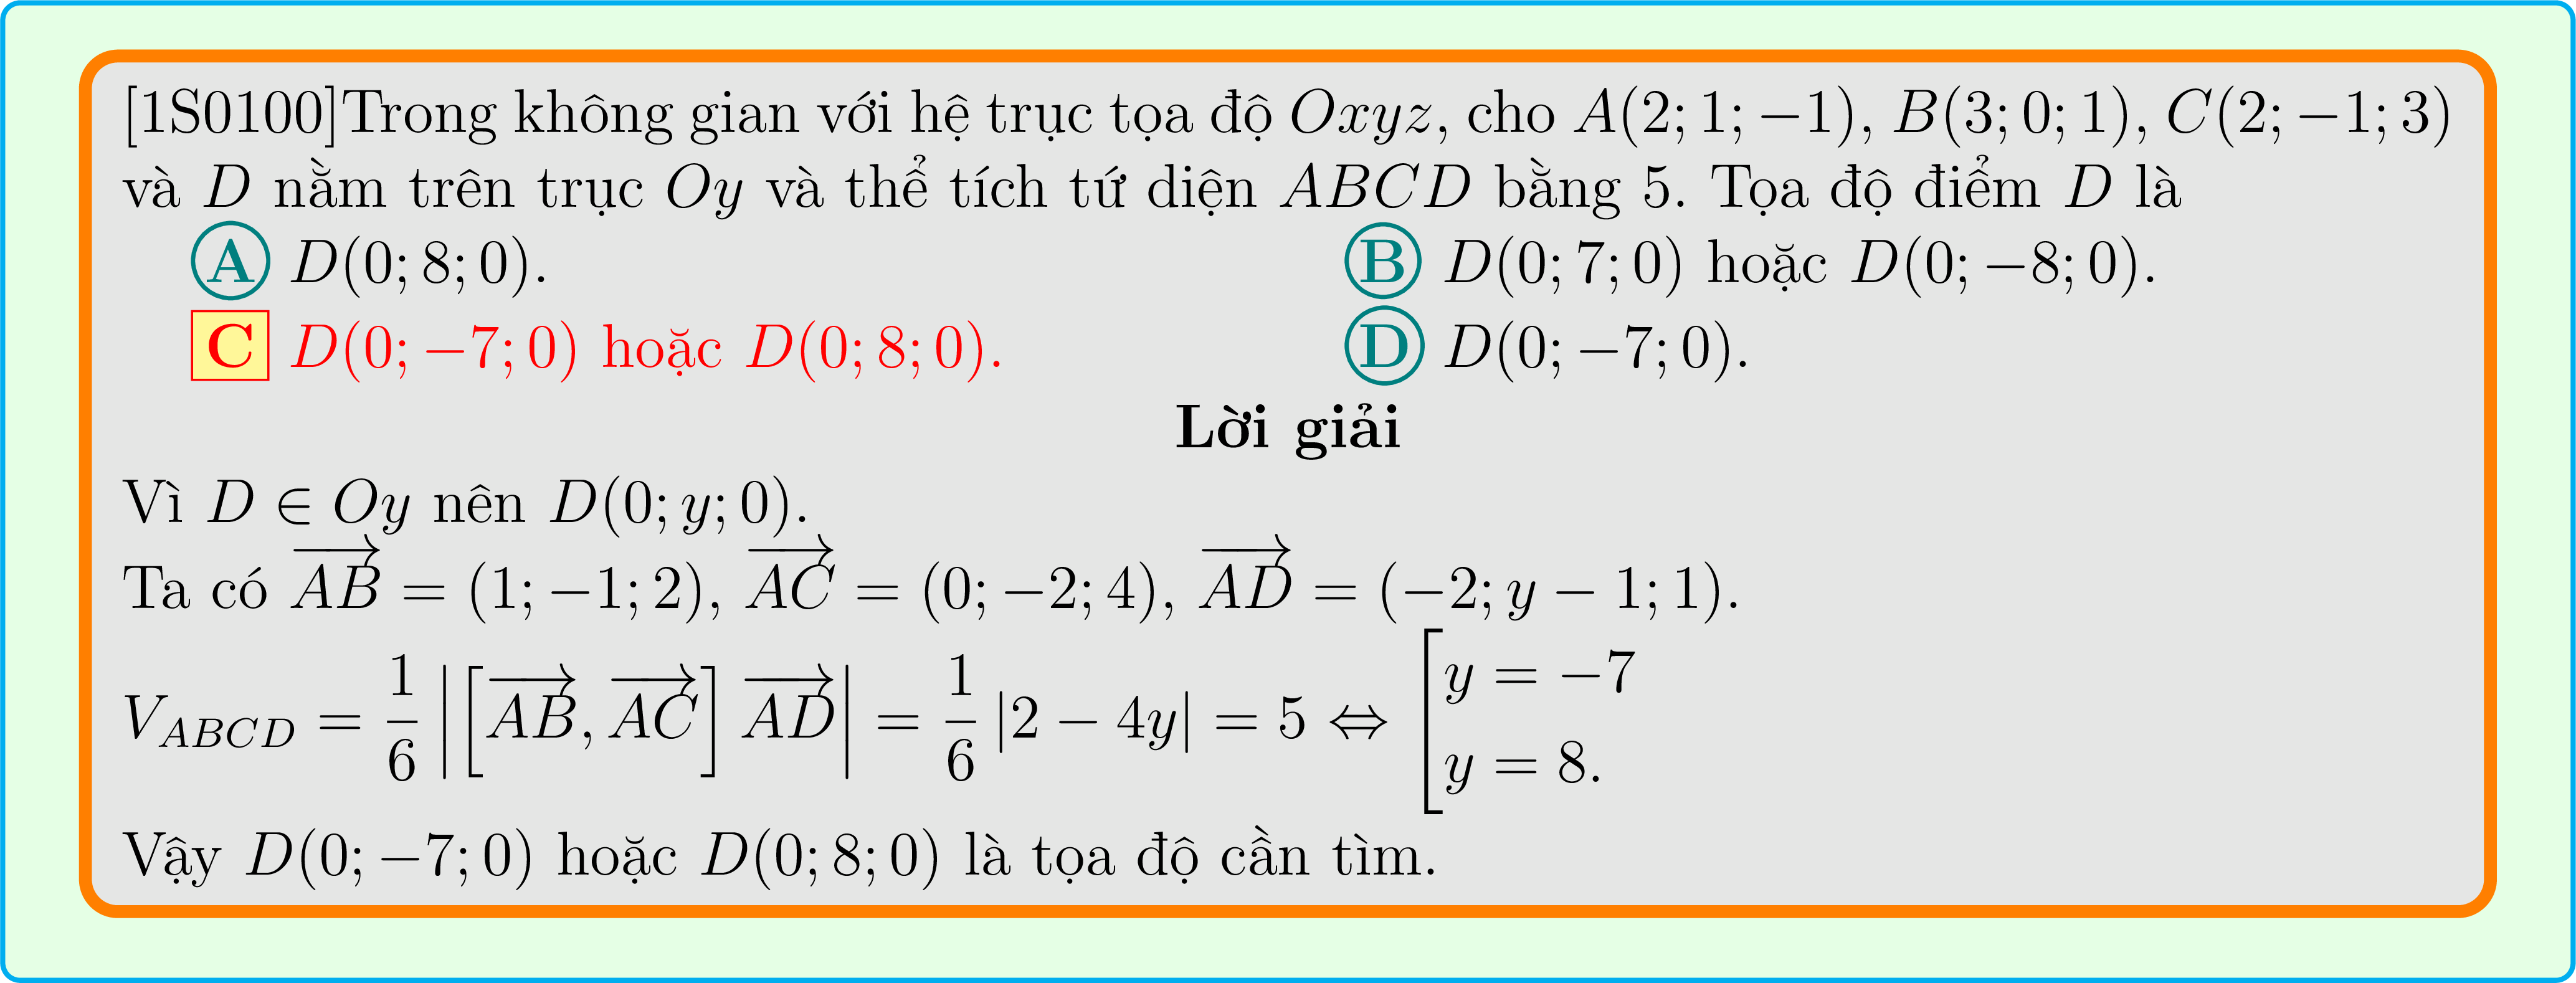 [1S0100]Trong không gian với hệ trục tọa độ Oxyz, cho A(2; 1; −1), B(3; 0; 1), C(2; −1; 3)
và D nằm trên trục Oy và thể tích tứ diện ABCD bằng 5. Tọa độ điểm D là
A D(0; 8; 0). B D(0; 7; 0) hoặc D(0; −8; 0).
C D(0; −7; 0) hoặc D(0; 8; 0). D D(0; −7; 0).
Lời giải
Vì D ∈ Oy nên D(0; y; 0).
Ta có $\overrightarrow{AB}$ = (1; −1; 2), $\overrightarrow{AC}$ = (0; −2; 4), $\overrightarrow{AD}$ = (−2; y − 1; 1).
$V_{ABCD} = \frac{1}{6} \left| \left[ \overrightarrow{AB}, \overrightarrow{AC} \right] \overrightarrow{AD} \right| = \frac{1}{6} |2 - 4y| = 5 \Leftrightarrow \left[ \begin{array}{l} y = -7 \\ y = 8. \end{array} \right.$
Vậy D(0; −7; 0) hoặc D(0; 8; 0) là tọa độ cần tìm.